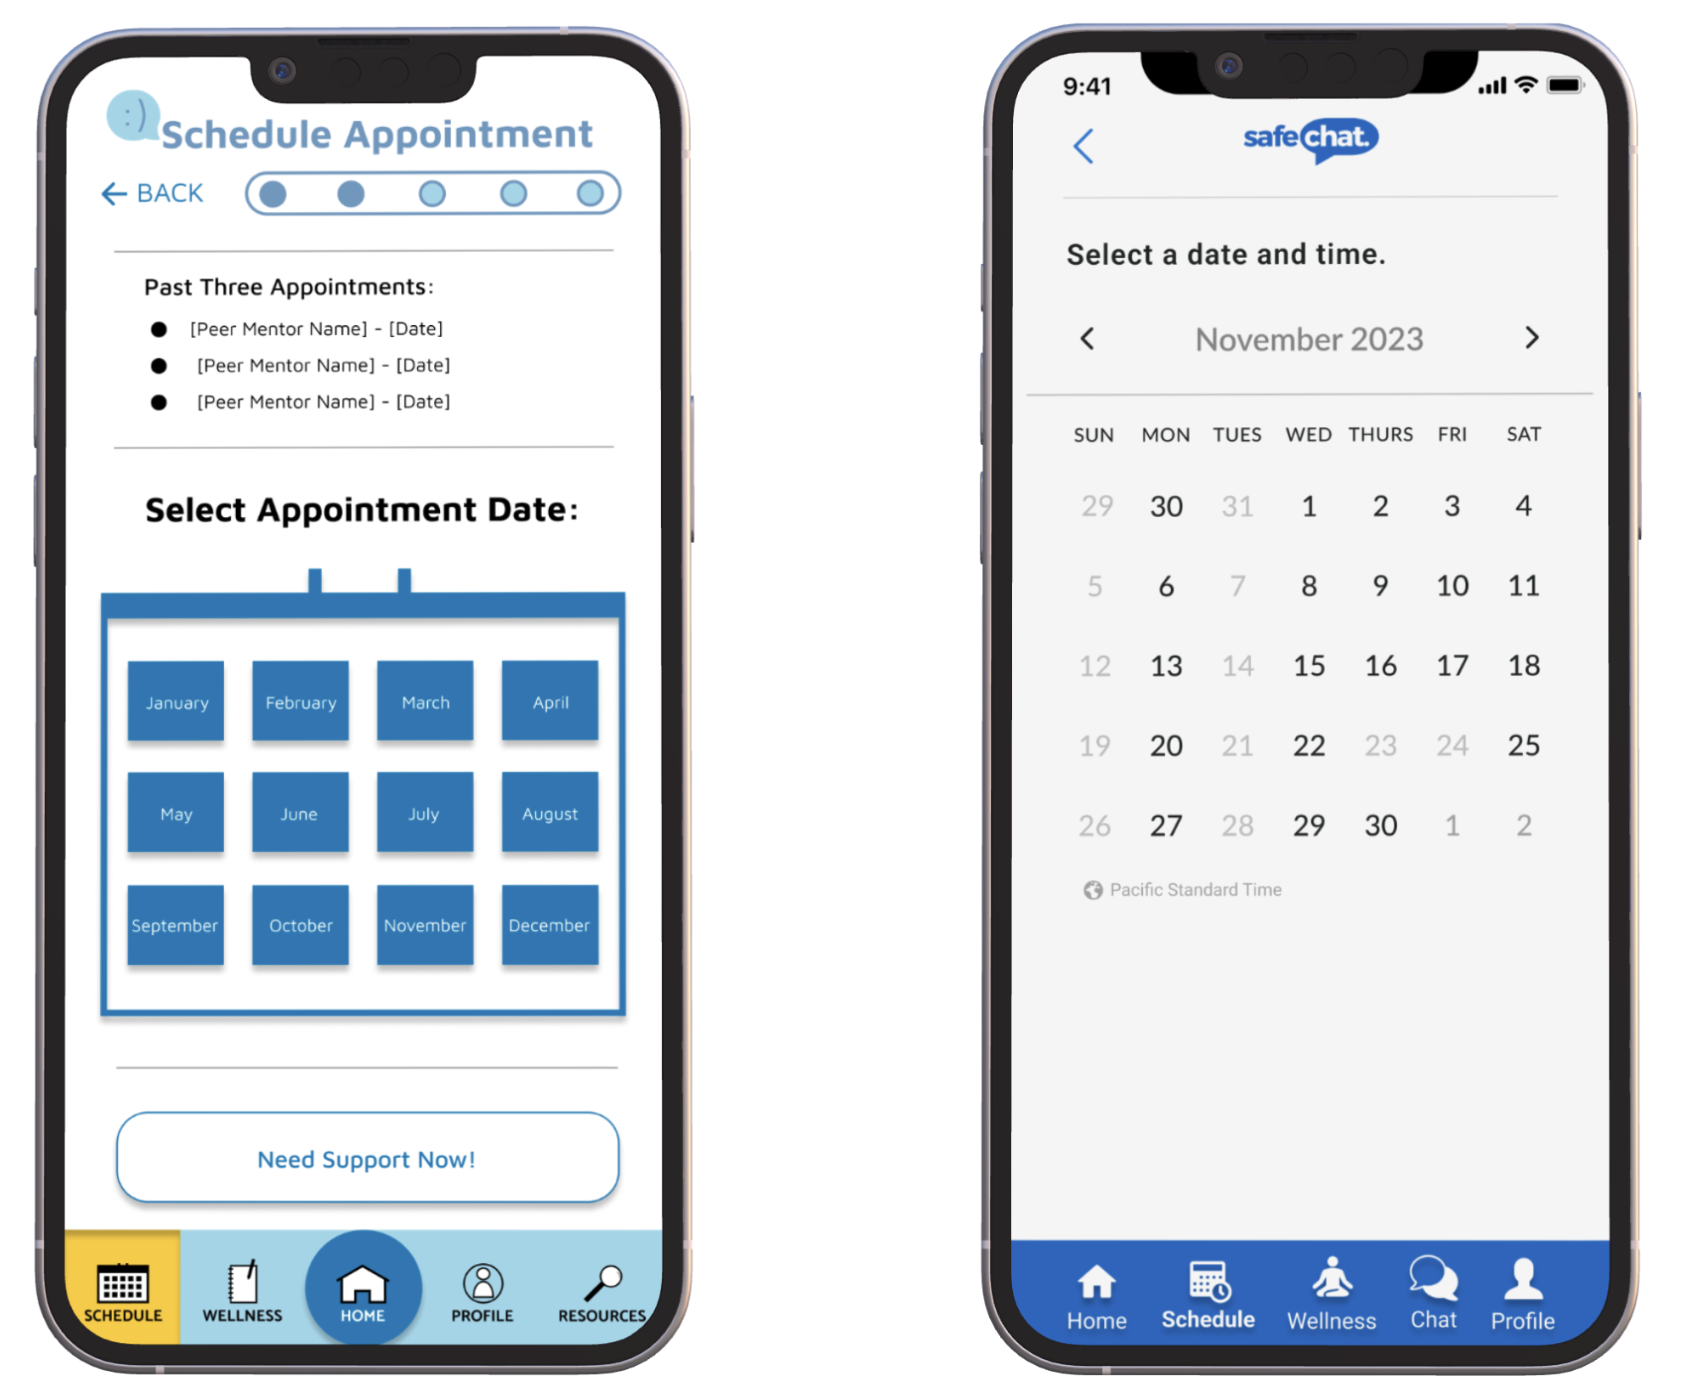 :)
Schedule Appointment
← BACK
Past Three Appointments:
● [Peer Mentor Name] - [Date]
● [Peer Mentor Name] - [Date]
● [Peer Mentor Name] - [Date]
Select Appointment Date:
January February March April
May June July August
September October November December
Need Support Now!
SCHEDULE WELLNESS HOME PROFILE RESOURCES
9:41
safechat.
Select a date and time.
< November 2023 >
SUN MON TUES WED THURS FRI SAT
29 30 31 1 2 3 4
5 6 7 8 9 10 11
12 13 14 15 16 17 18
19 20 21 22 23 24 25
26 27 28 29 30 1 2
Pacific Standard Time
Home Schedule Wellness Chat Profile